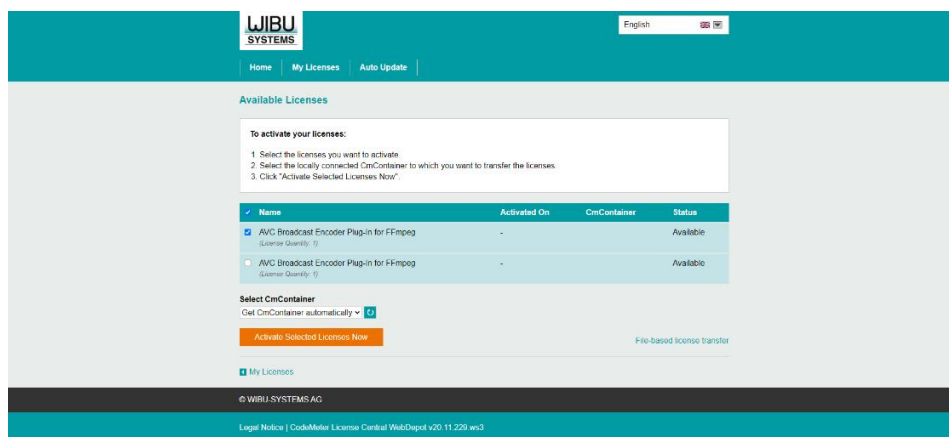 WIBU
SYSTEMS
English
Home My Licenses Auto Update
Available Licenses
To activate your licenses:
1. Select the licenses you want to activate
2. Select the locally connected CmContainer to which you want to transfer the licenses
3. Click "Activate Selected Licenses Now".
Name Activated On CmContainer Status
AVC Broadcast Encoder Plug-In for FFmpeg - Available
(License Quantity: 1)
AVC Broadcast Encoder Plug-In for FFmpeg - Available
(License Quantity: 1)
Select CmContainer
Get CmContainer automatically
Activate Selected Licenses Now
File-based license transfer
My Licenses
© WIBU-SYSTEMS AG
Legal Notice | CodeMeter License Central WebDepot v20.11.229.ws3